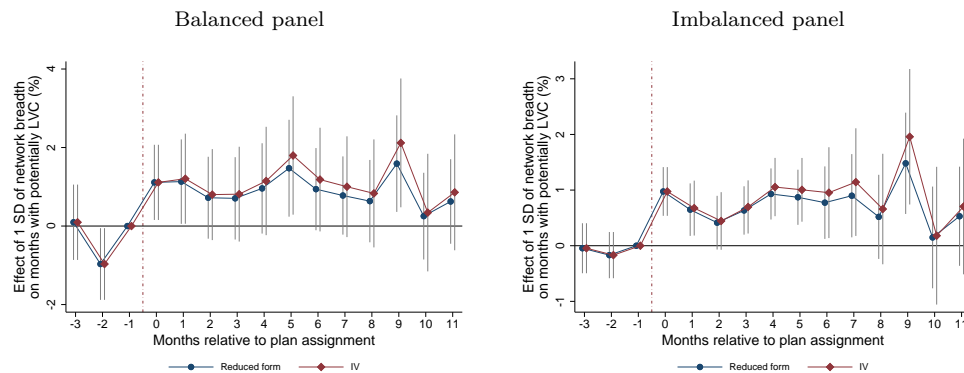 Balanced panel
Effect of 1 SD of network breadth
on months with potentially LVC (%)
4
2
0
-2
-3 -2 -1 0 1 2 3 4 5 6 7 8 9 10 11
Months relative to plan assignment
Reduced form IV
Imbalanced panel
Effect of 1 SD of network breadth
on months with potentially LVC (%)
3
2
1
0
-1
-3 -2 -1 0 1 2 3 4 5 6 7 8 9 10 11
Months relative to plan assignment
Reduced form IV